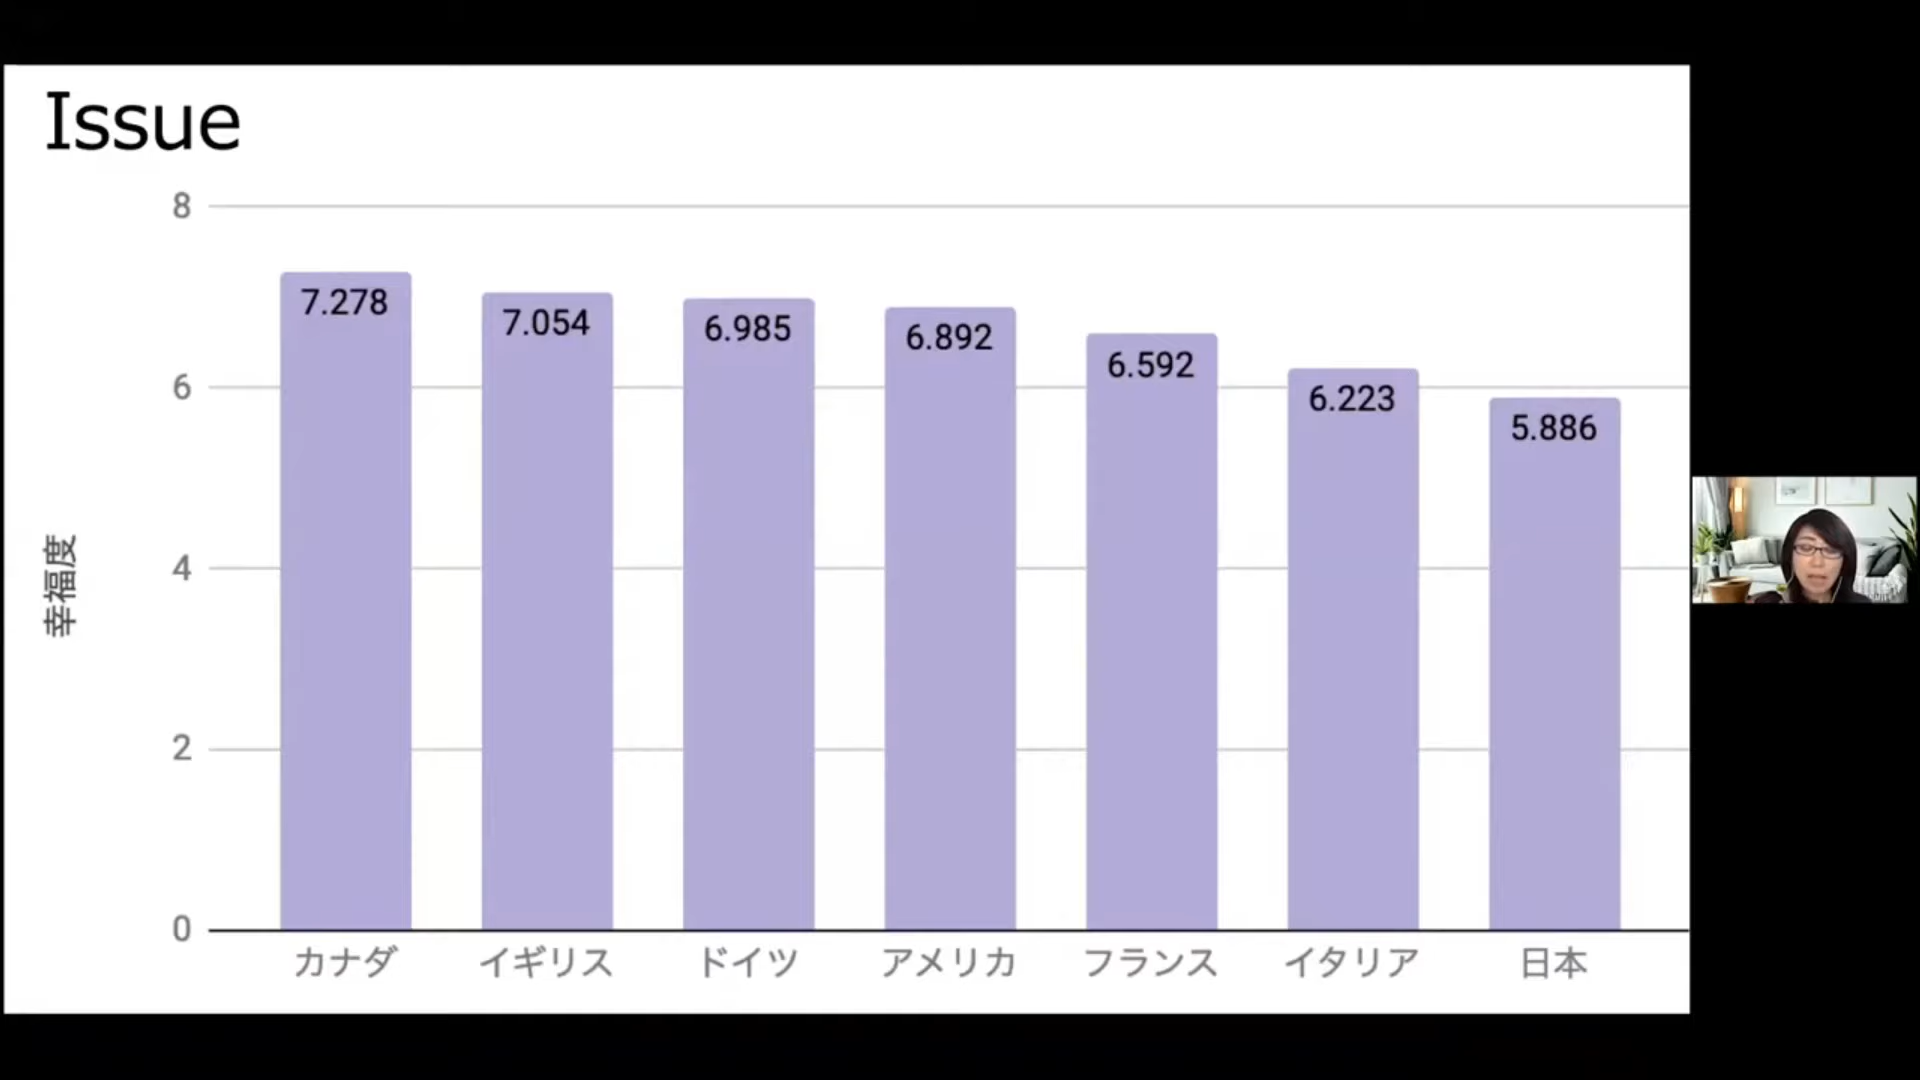 Issue
8
7.278
7.054
6.985
6.892
6.592
6
6.223
5.886
4
幸福度
2
0
カナダ
イギリス
ドイツ
アメリカ
フランス
イタリア
日本